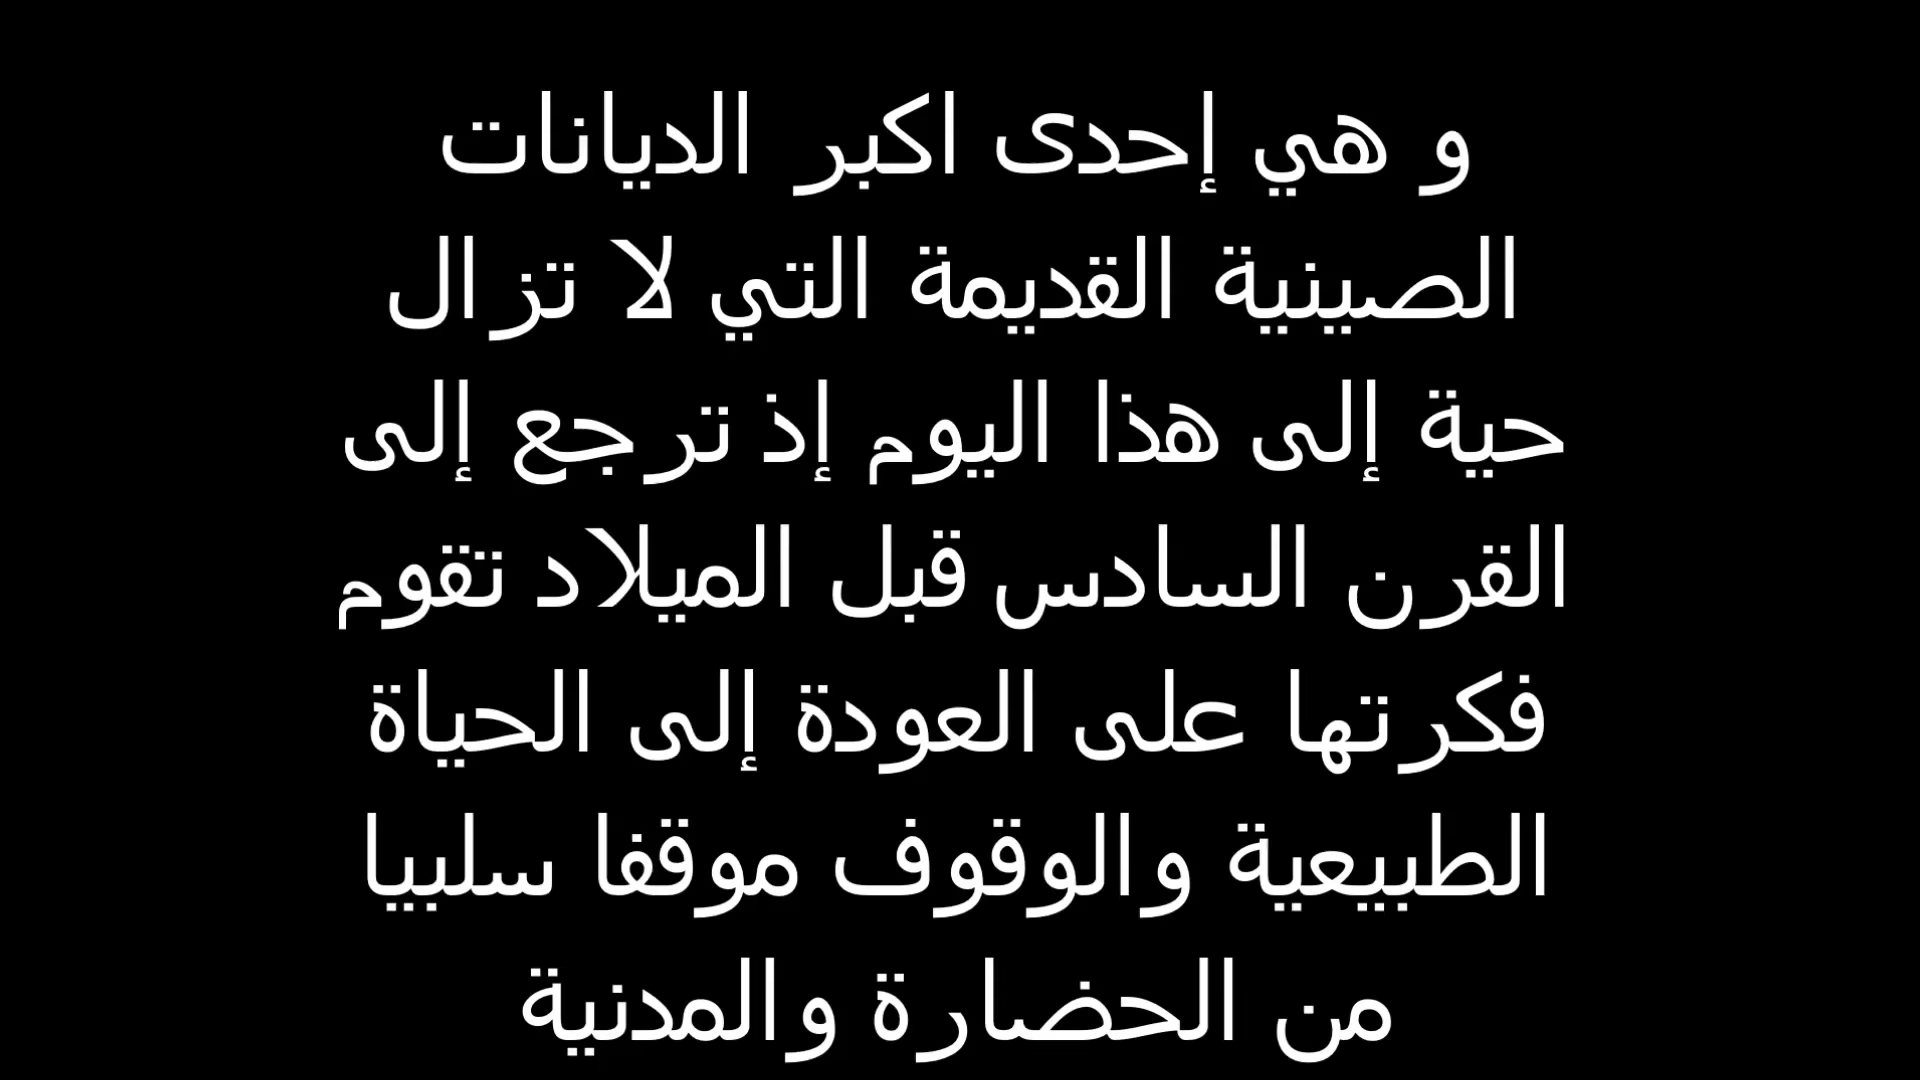 و هي إحدى اكبر الديانات
الصينية القديمة التي لا تزال
حية إلى هذا اليوم إذ ترجع إلى
القرن السادس قبل الميلاد تقوم
فكرتها على العودة إلى الحياة
الطبيعية والوقوف موقفا سلبيا
من الحضارة والمدنية